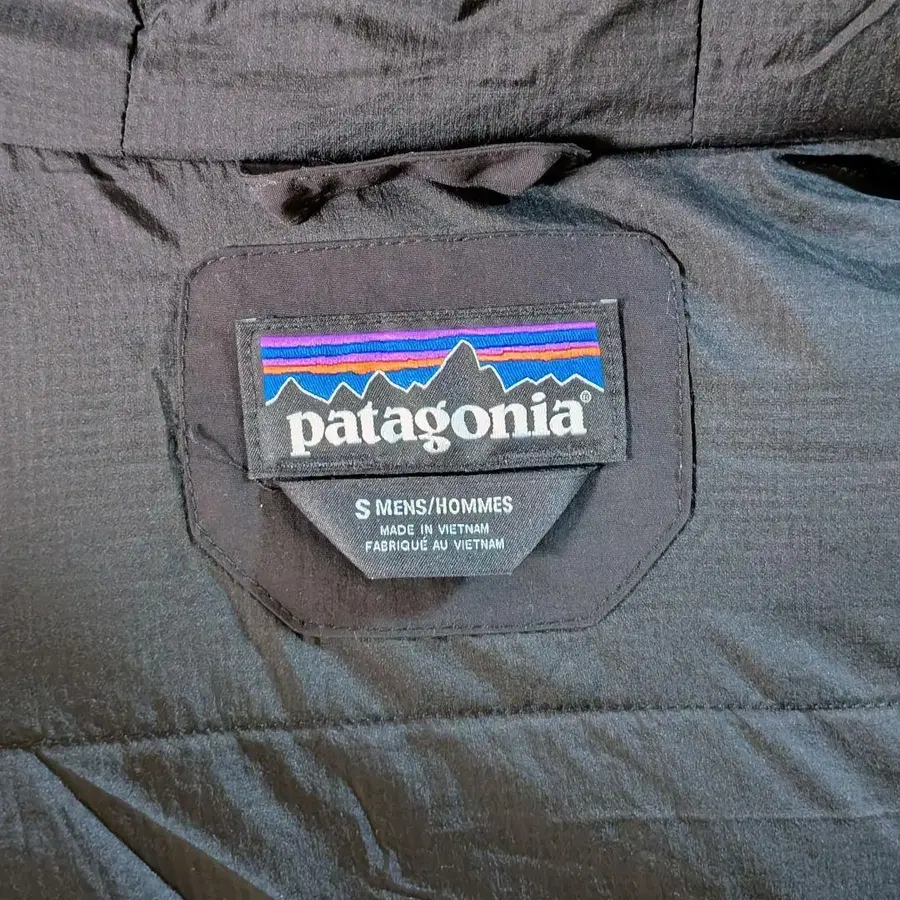 patagonia®
S MENS/HOMMES
MADE IN VIETNAM
FABRIQUÉ AU VIETNAM